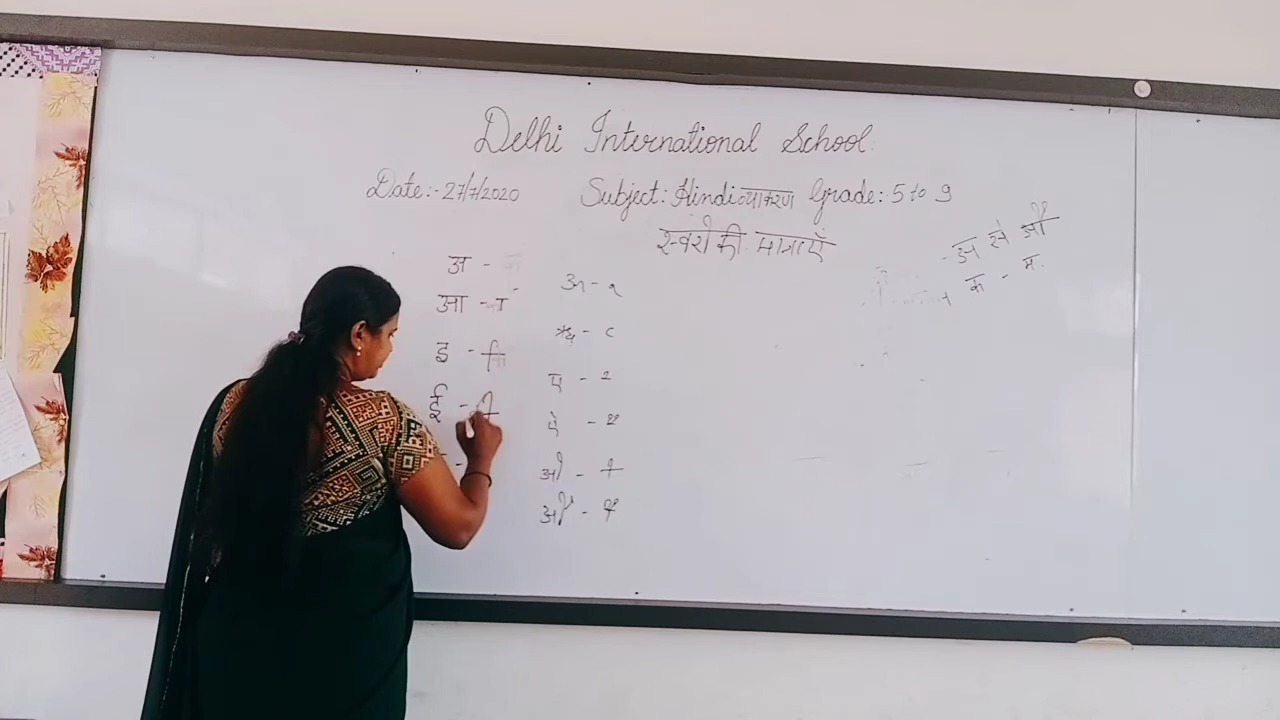 Delhi International School.
Date:- 27/7/2020 Subject: Hindi व्याकरण Grade: 5 to 9
स्वरों की मात्राएँ
अ से औ
क - म
अ -
आ - ा
इ - ि
ई - ी
ऋ - ृ
ए - े
ऐ - ै
ओ - ो
औ - ौ